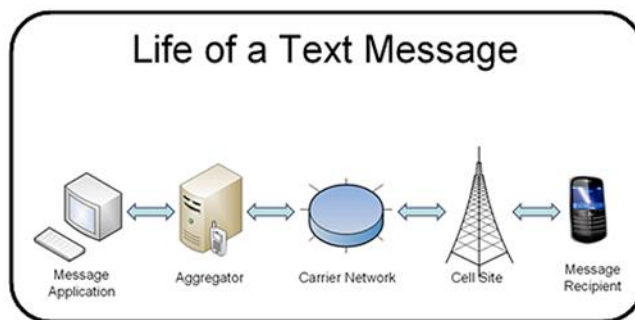 Life of a Text Message
Message
Application
Aggregator
Carrier Network
Cell Site
Message
Recipient